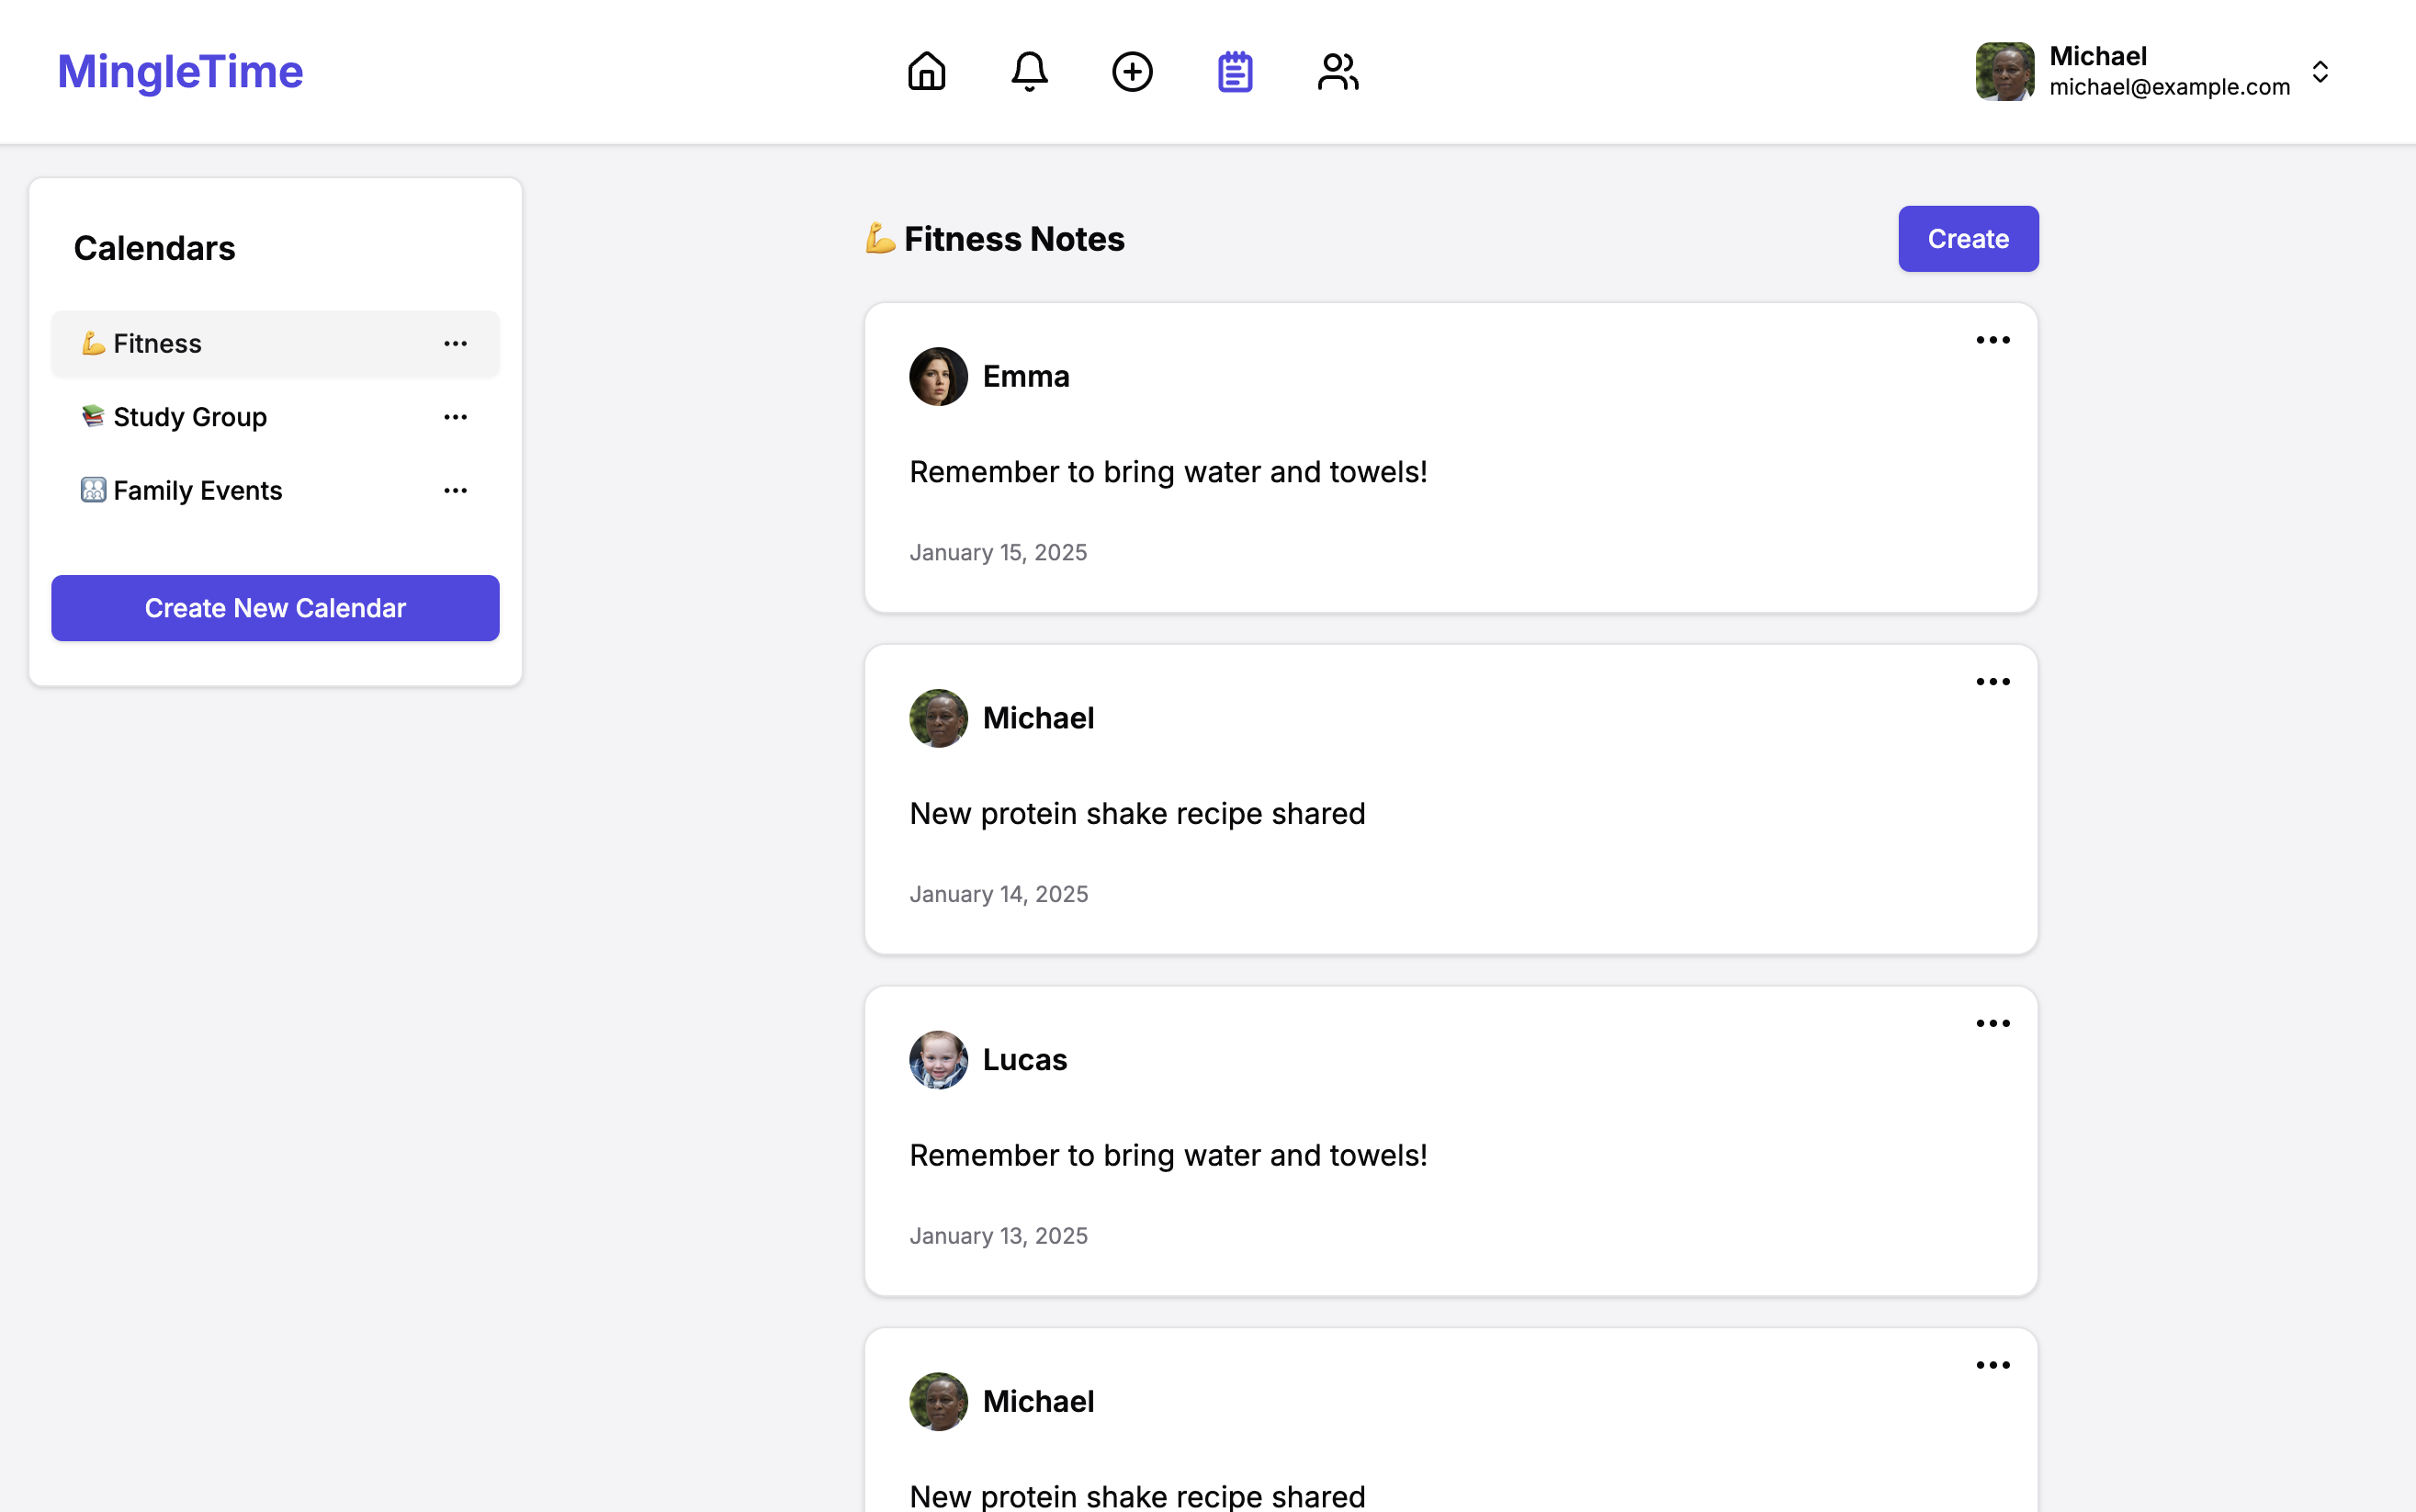 MingleTime
Michael
michael@example.com
Calendars
💪 Fitness
📚 Study Group
Family Events
Create New Calendar
💪 Fitness Notes
Create
Emma
Remember to bring water and towels!
January 15, 2025
Michael
New protein shake recipe shared
January 14, 2025
Lucas
Remember to bring water and towels!
January 13, 2025
Michael
New protein shake recipe shared